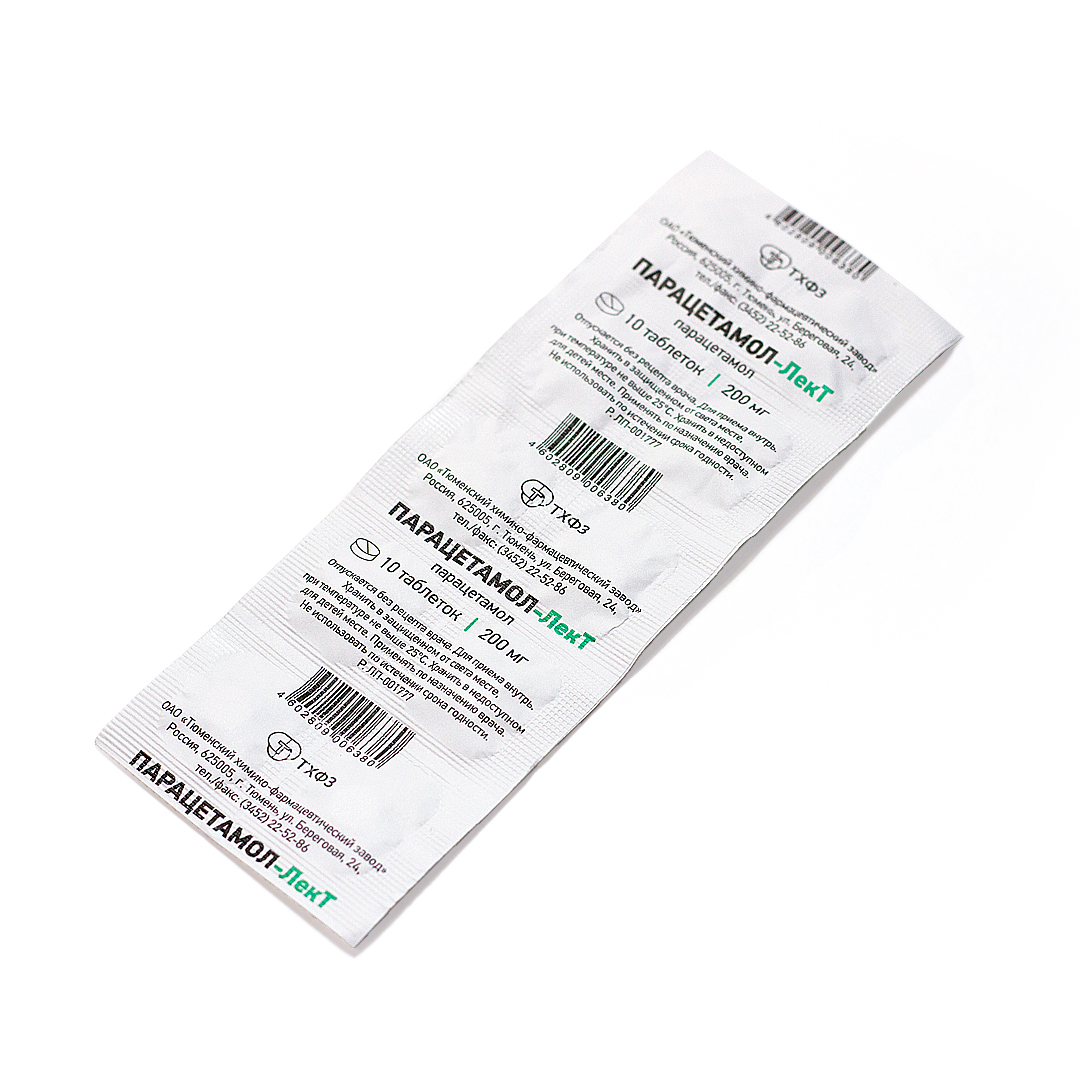 4 602809 006380
ТХФЗ
ОАО «Тюменский химико-фармацевтический завод»
Россия, 625005, г. Тюмень, ул. Береговая, 24,
тел./факс: (3452) 22-52-86
ПАРАЦЕТАМОЛ-ЛекТ
парацетамол
10 таблеток | 200 мг
Отпускается без рецепта врача. Для приема внутрь.
Хранить в защищенном от света месте,
при температуре не выше 25°С. Хранить в недоступном
для детей месте. Применять по назначению врача.
Не использовать по истечении срока годности.
Р. ЛП-001777
4 602809 006380
ТХФЗ
ОАО «Тюменский химико-фармацевтический завод»
Россия, 625005, г. Тюмень, ул. Береговая, 24,
тел./факс: (3452) 22-52-86
ПАРАЦЕТАМОЛ-ЛекТ
парацетамол
10 таблеток | 200 мг
Отпускается без рецепта врача. Для приема внутрь.
Хранить в защищенном от света месте,
при температуре не выше 25°С. Хранить в недоступном
для детей месте. Применять по назначению врача.
Не использовать по истечении срока годности.
Р. ЛП-001777
4 602809 006380
ТХФЗ
ОАО «Тюменский химико-фармацевтический завод»
Россия, 625005, г. Тюмень, ул. Береговая, 24,
тел./факс: (3452) 22-52-86
ПАРАЦЕТАМОЛ-ЛекТ